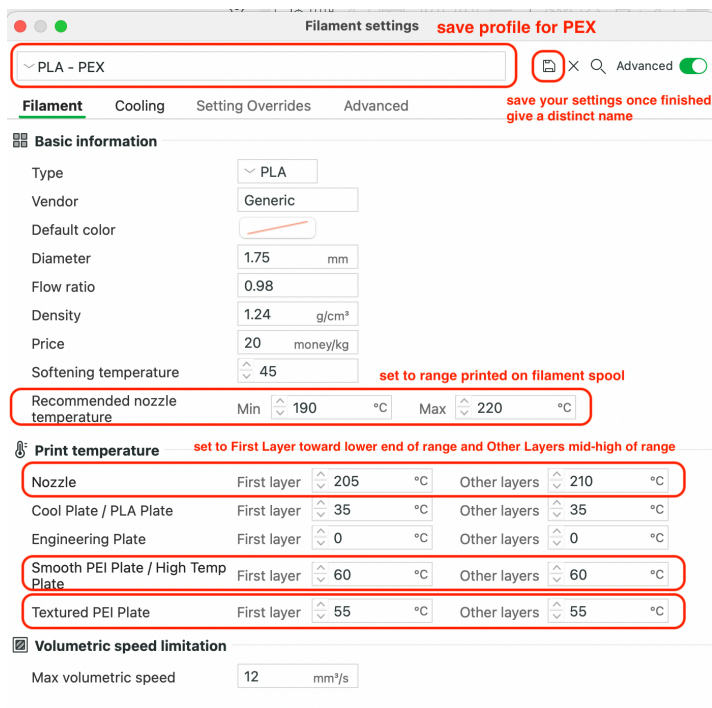 Filament settings save profile for PEX
PLA - PEX
Advanced
Filament Cooling Setting Overrides Advanced
save your settings once finished
give a distinct name
Basic information
Type PLA
Vendor Generic
Default color
Diameter 1.75 mm
Flow ratio 0.98
Density 1.24 g/cm³
Price 20 money/kg
Softening temperature 45
set to range printed on filament spool
Recommended nozzle
temperature Min 190 °C Max 220 °C
Print temperature set to First Layer toward lower end of range and Other Layers mid-high of range
Nozzle First layer 205 °C Other layers 210 °C
Cool Plate / PLA Plate First layer 35 °C Other layers 35 °C
Engineering Plate First layer 0 °C Other layers 0 °C
Smooth PEI Plate / High Temp
Plate First layer 60 °C Other layers 60 °C
Textured PEI Plate First layer 55 °C Other layers 55 °C
Volumetric speed limitation
Max volumetric speed 12 mm³/s